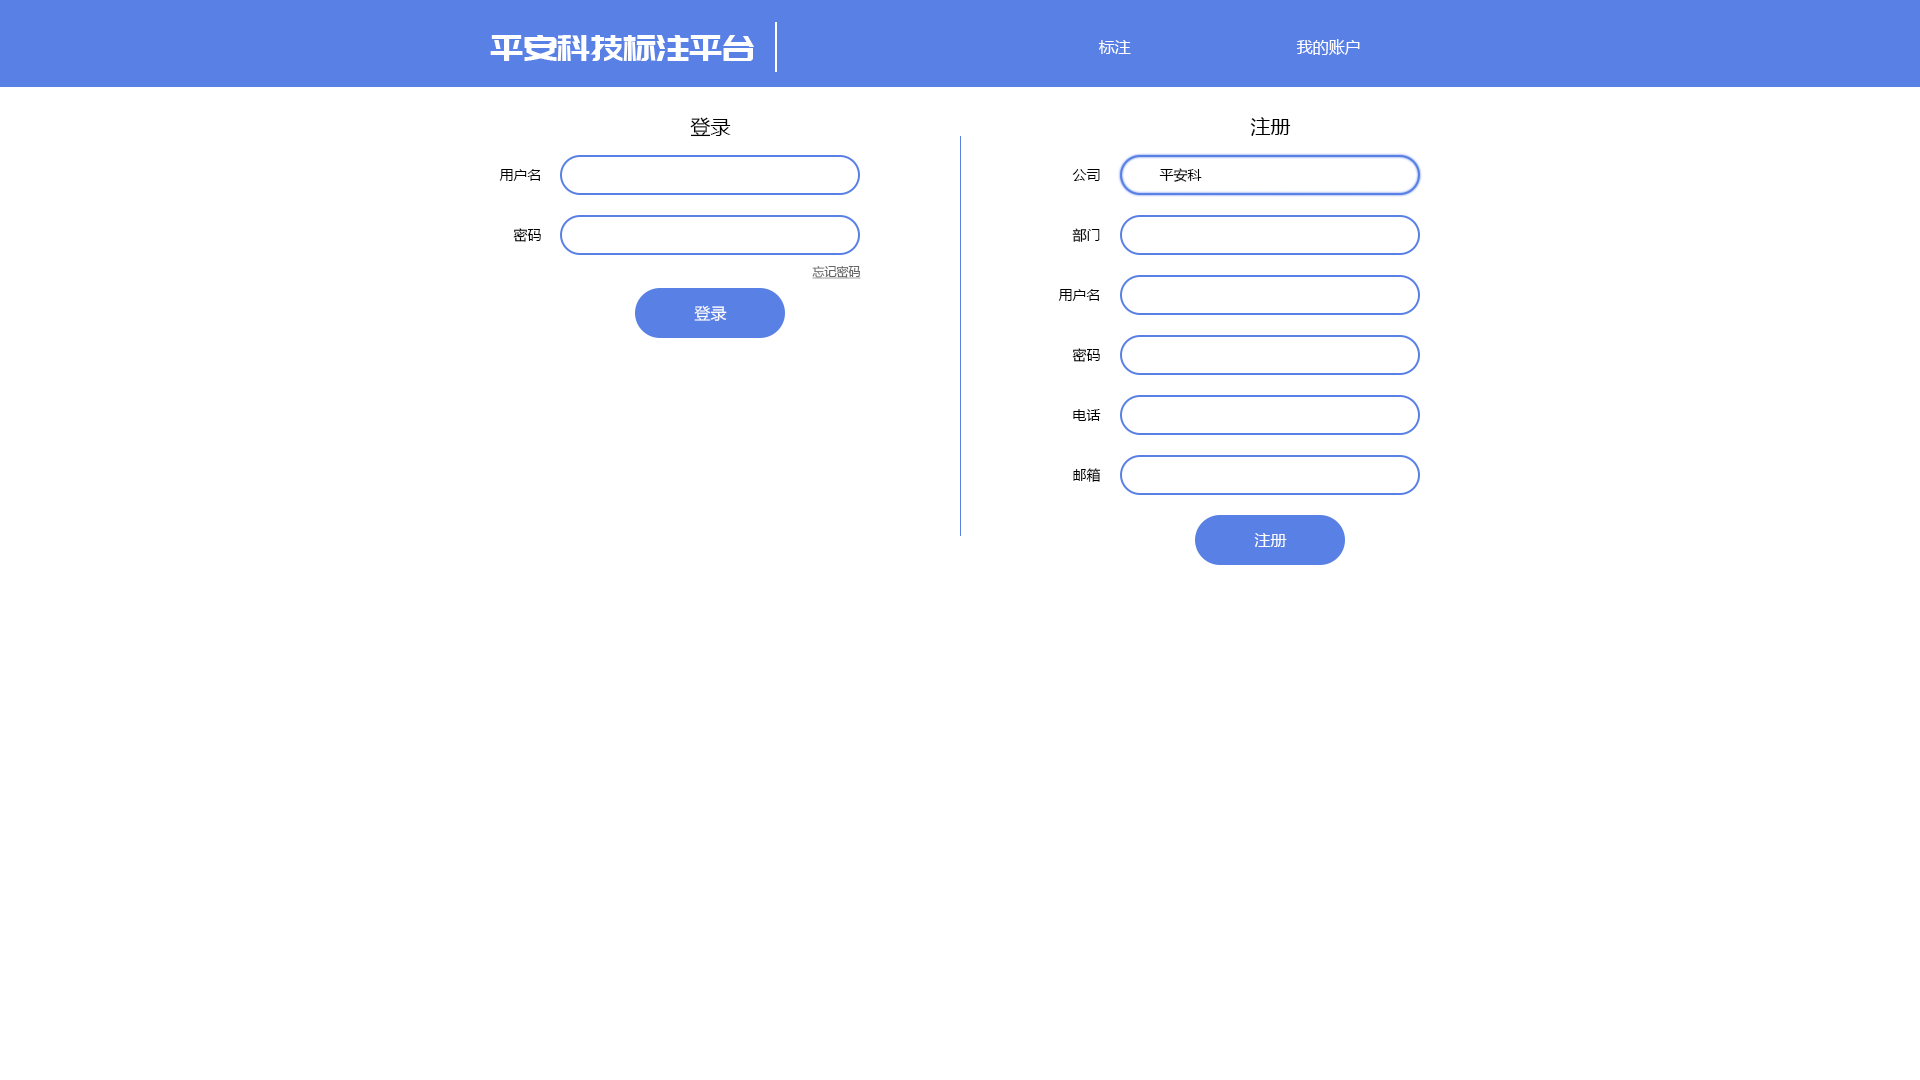 平安科技标注平台
标注
我的账户
登录
用户名
密码
忘记密码
登录
注册
公司
平安科
部门
用户名
密码
电话
邮箱
注册